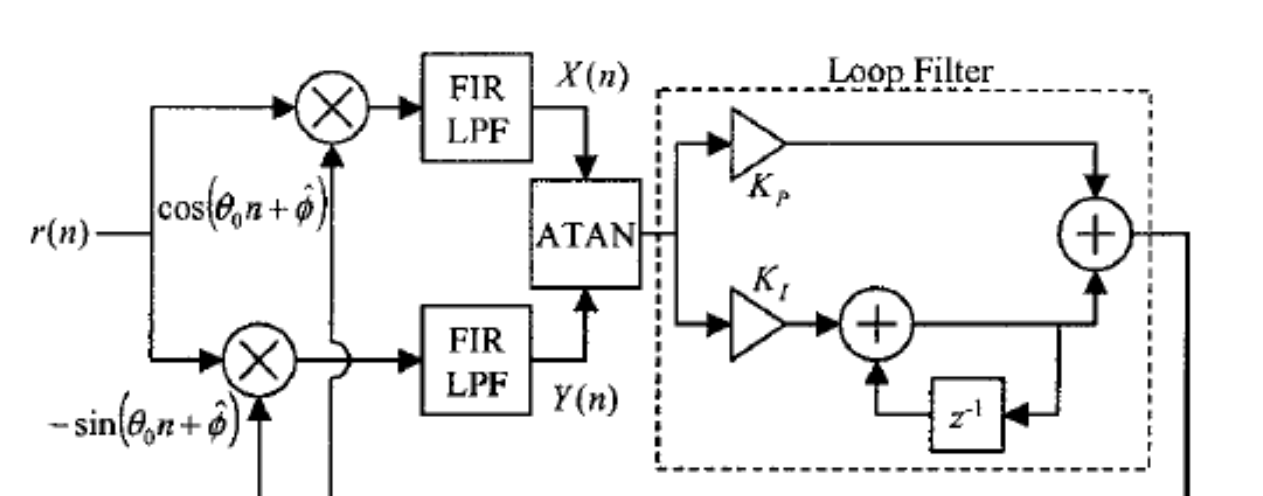 Loop Filter
FIR
LPF
X(n)
K_P
cos(θ₀n + φ̂)
r(n)
ATAN
+
K_I
+
FIR
LPF
Y(n)
z⁻¹
−sin(θ₀n + φ̂)